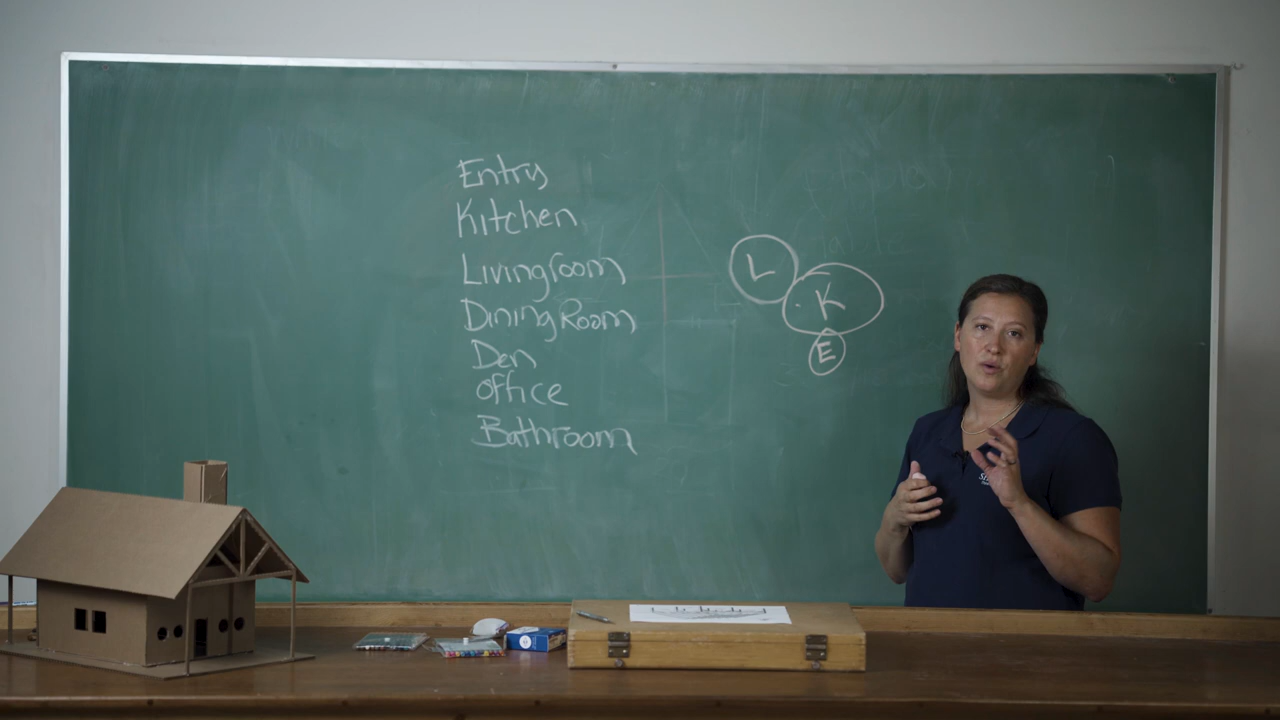 Entry
Kitchen
Livingroom
Dining Room
Den
office
Bathroom
L
K
E